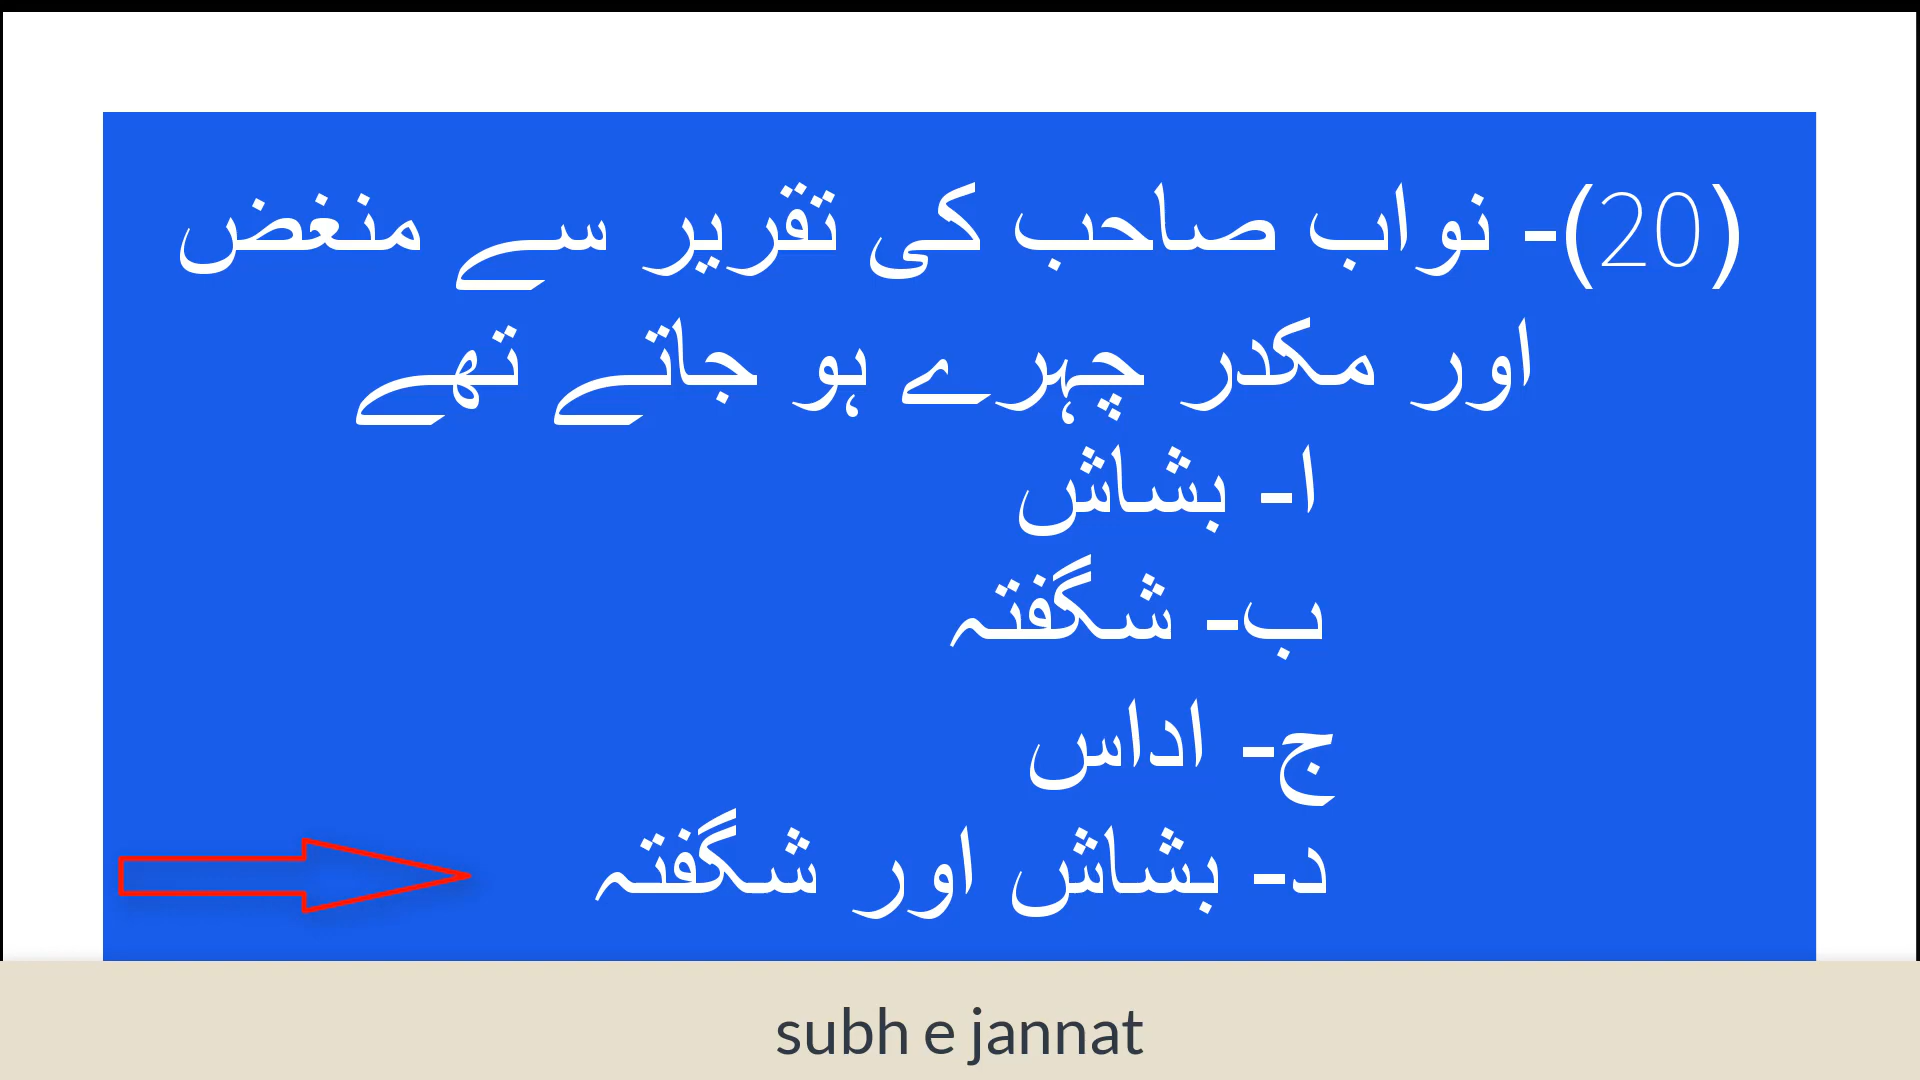 (20)- نواب صاحب کی تقریر سے منغض
اور مکدر چہرے ہو جاتے تھے
ا- بشاش
ب- شگفتہ
ج- اداس
د- بشاش اور شگفتہ
subh e jannat